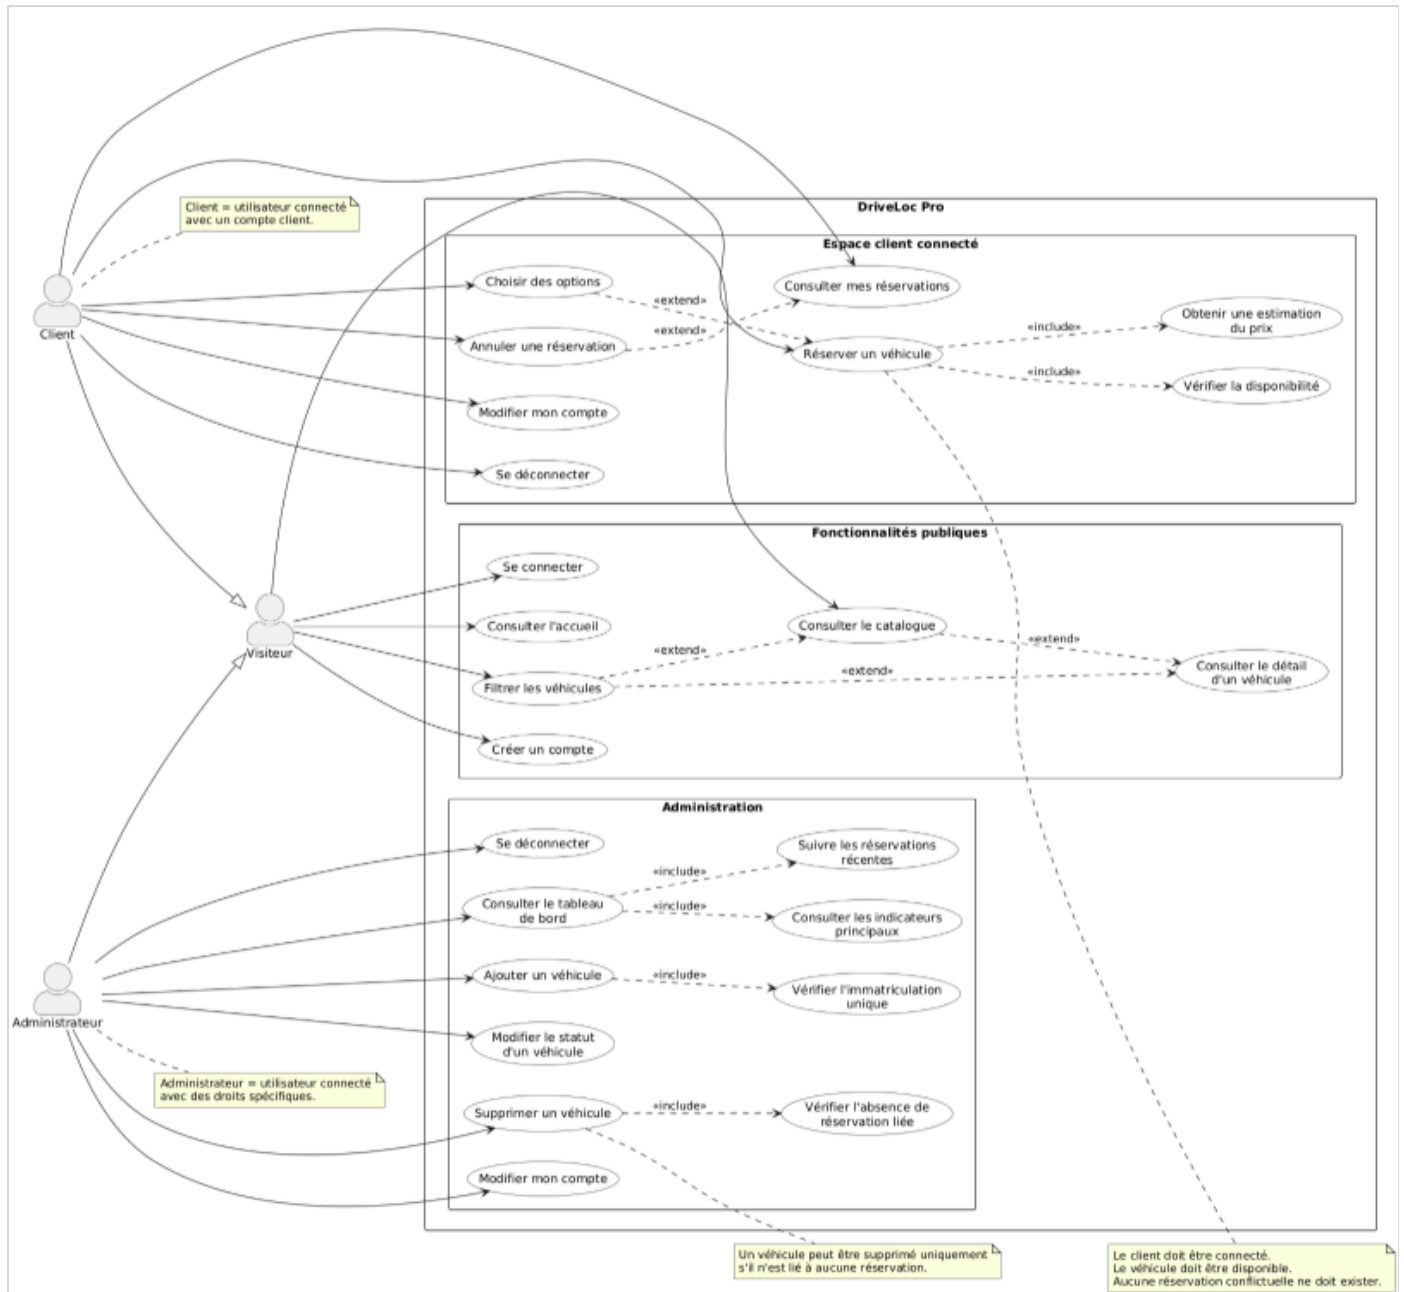 DriveLoc Pro
Client = utilisateur connecté
avec un compte client.
Client
Espace client connecté
Choisir des options
«extend»
Consulter mes réservations
Annuler une réservation
«extend»
Réserver un véhicule
«include»
Obtenir une estimation
du prix
«include»
Vérifier la disponibilité
Modifier mon compte
Se déconnecter
Visiteur
Fonctionnalités publiques
Se connecter
Consulter l'accueil
Consulter le catalogue
«extend»
Filtrer les véhicules
«extend»
«extend»
Consulter le détail
d'un véhicule
Créer un compte
Administrateur
Administrateur = utilisateur connecté
avec des droits spécifiques.
Administration
Se déconnecter
Suivre les réservations
récentes
«include»
Consulter le tableau
de bord
«include»
Consulter les indicateurs
principaux
Ajouter un véhicule
«include»
Vérifier l'immatriculation
unique
Modifier le statut
d'un véhicule
Supprimer un véhicule
«include»
Vérifier l'absence de
réservation liée
Modifier mon compte
Un véhicule peut être supprimé uniquement
s'il n'est lié à aucune réservation.
Le client doit être connecté.
Le véhicule doit être disponible.
Aucune réservation conflictuelle ne doit exister.